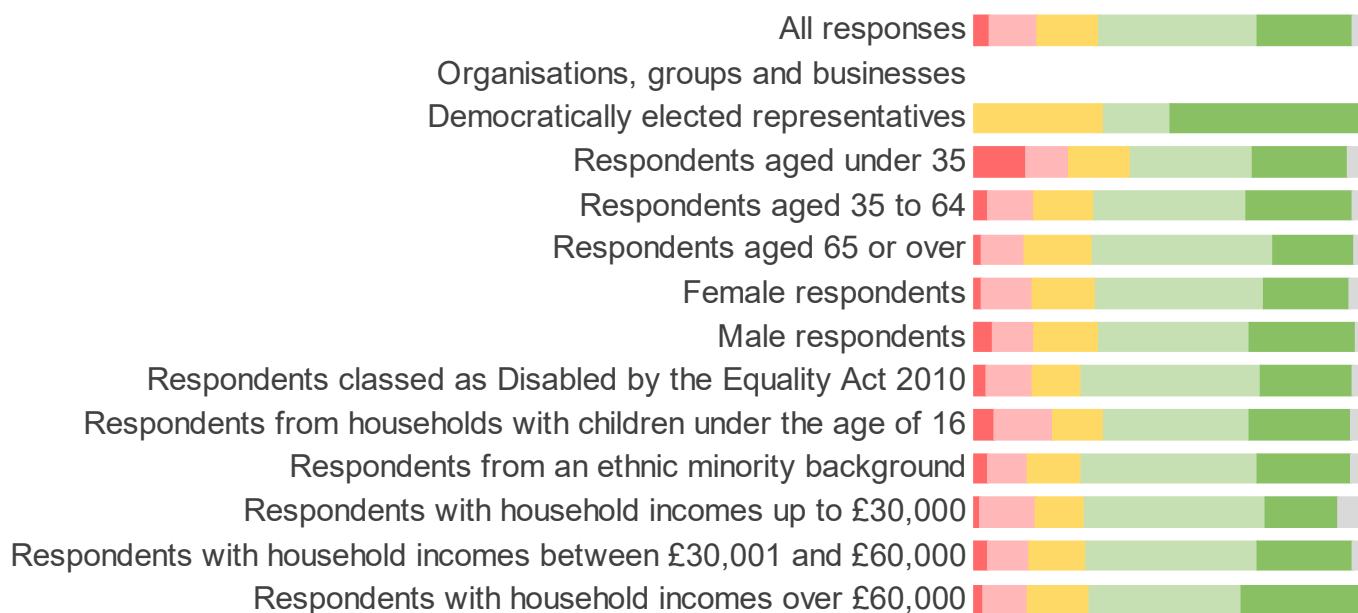 All responses
Organisations, groups and businesses
Democratically elected representatives
Respondents aged under 35
Respondents aged 35 to 64
Respondents aged 65 or over
Female respondents
Male respondents
Respondents classed as Disabled by the Equality Act 2010
Respondents from households with children under the age of 16
Respondents from an ethnic minority background
Respondents with household incomes up to £30,000
Respondents with household incomes between £30,001 and £60,000
Respondents with household incomes over £60,000